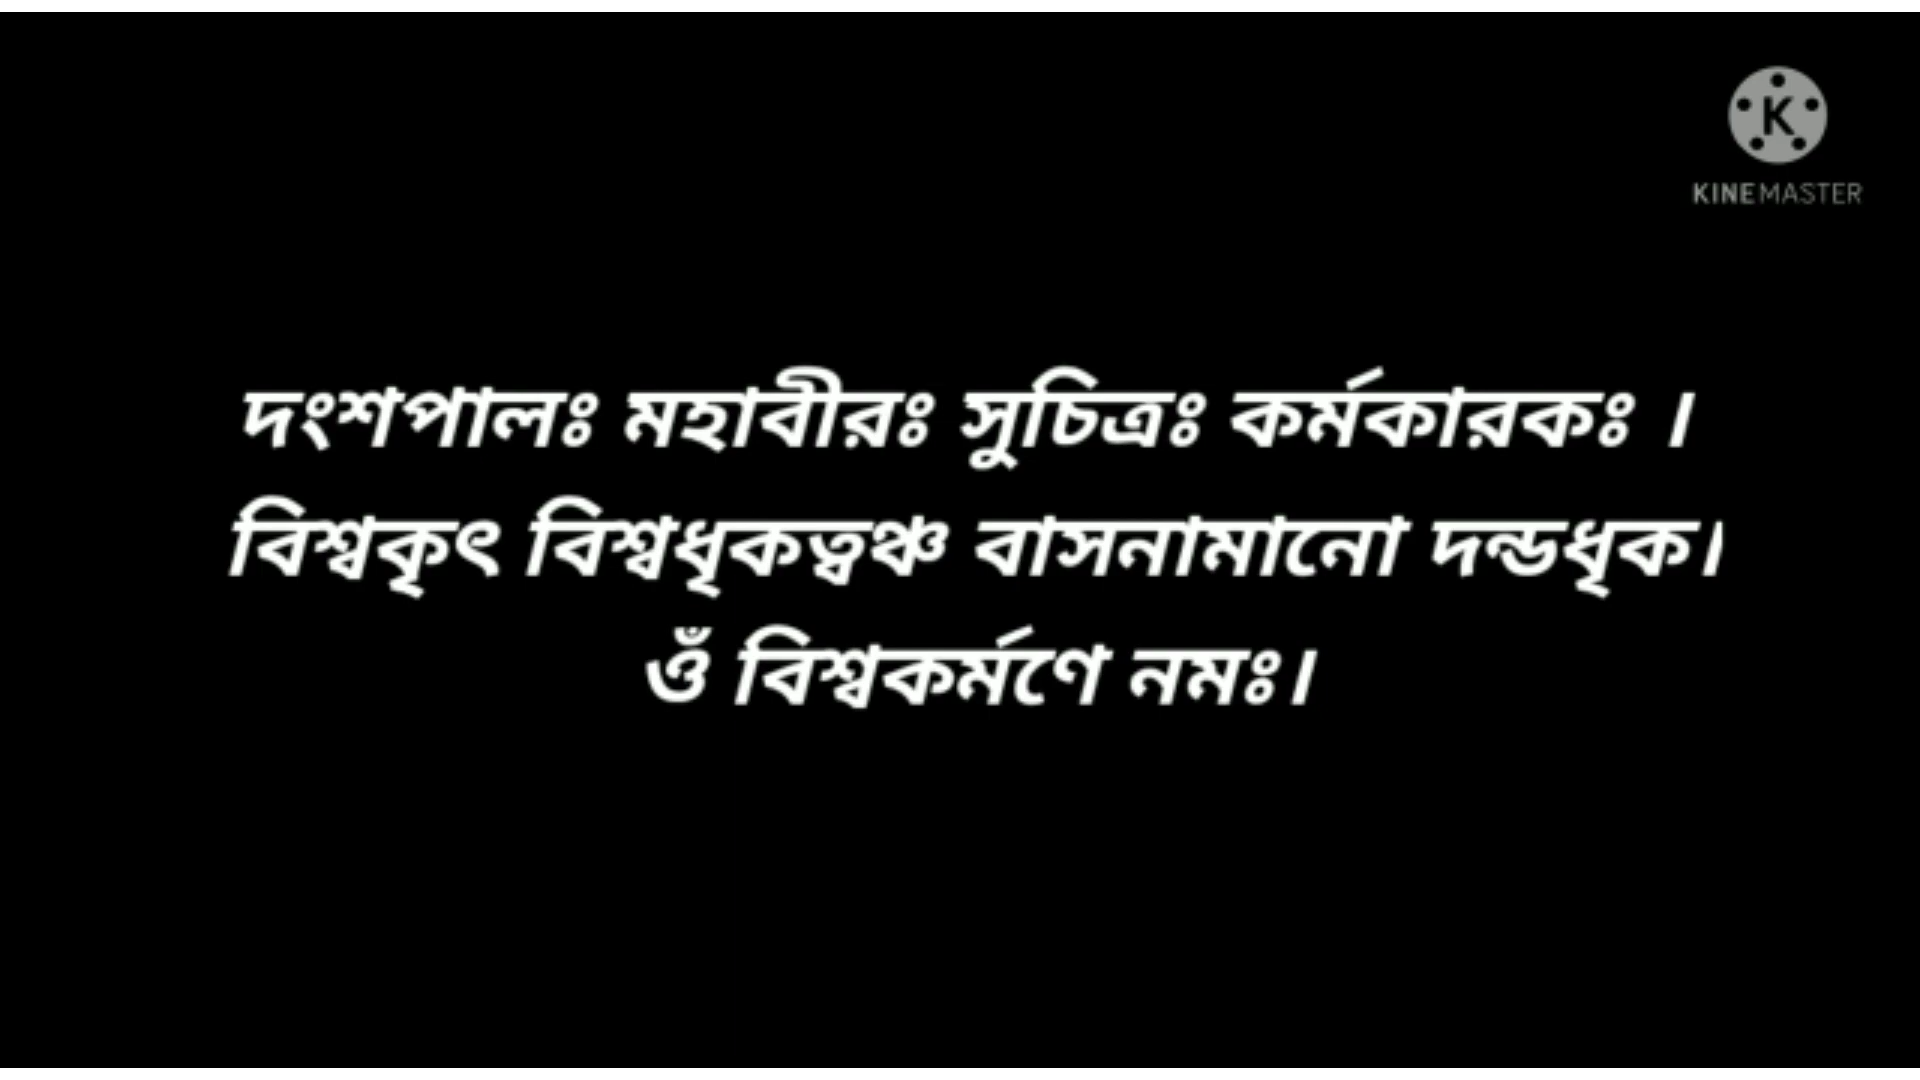 KINEMASTER
দংশপালঃ মহাবীরঃ সুচিত্রঃ কর্মকারকঃ ।
বিশ্বকৃৎ বিশ্বধৃকত্বঞ্চ বাসনামানো দন্ডধৃক।
ওঁ বিশ্বকর্মণে নমঃ।